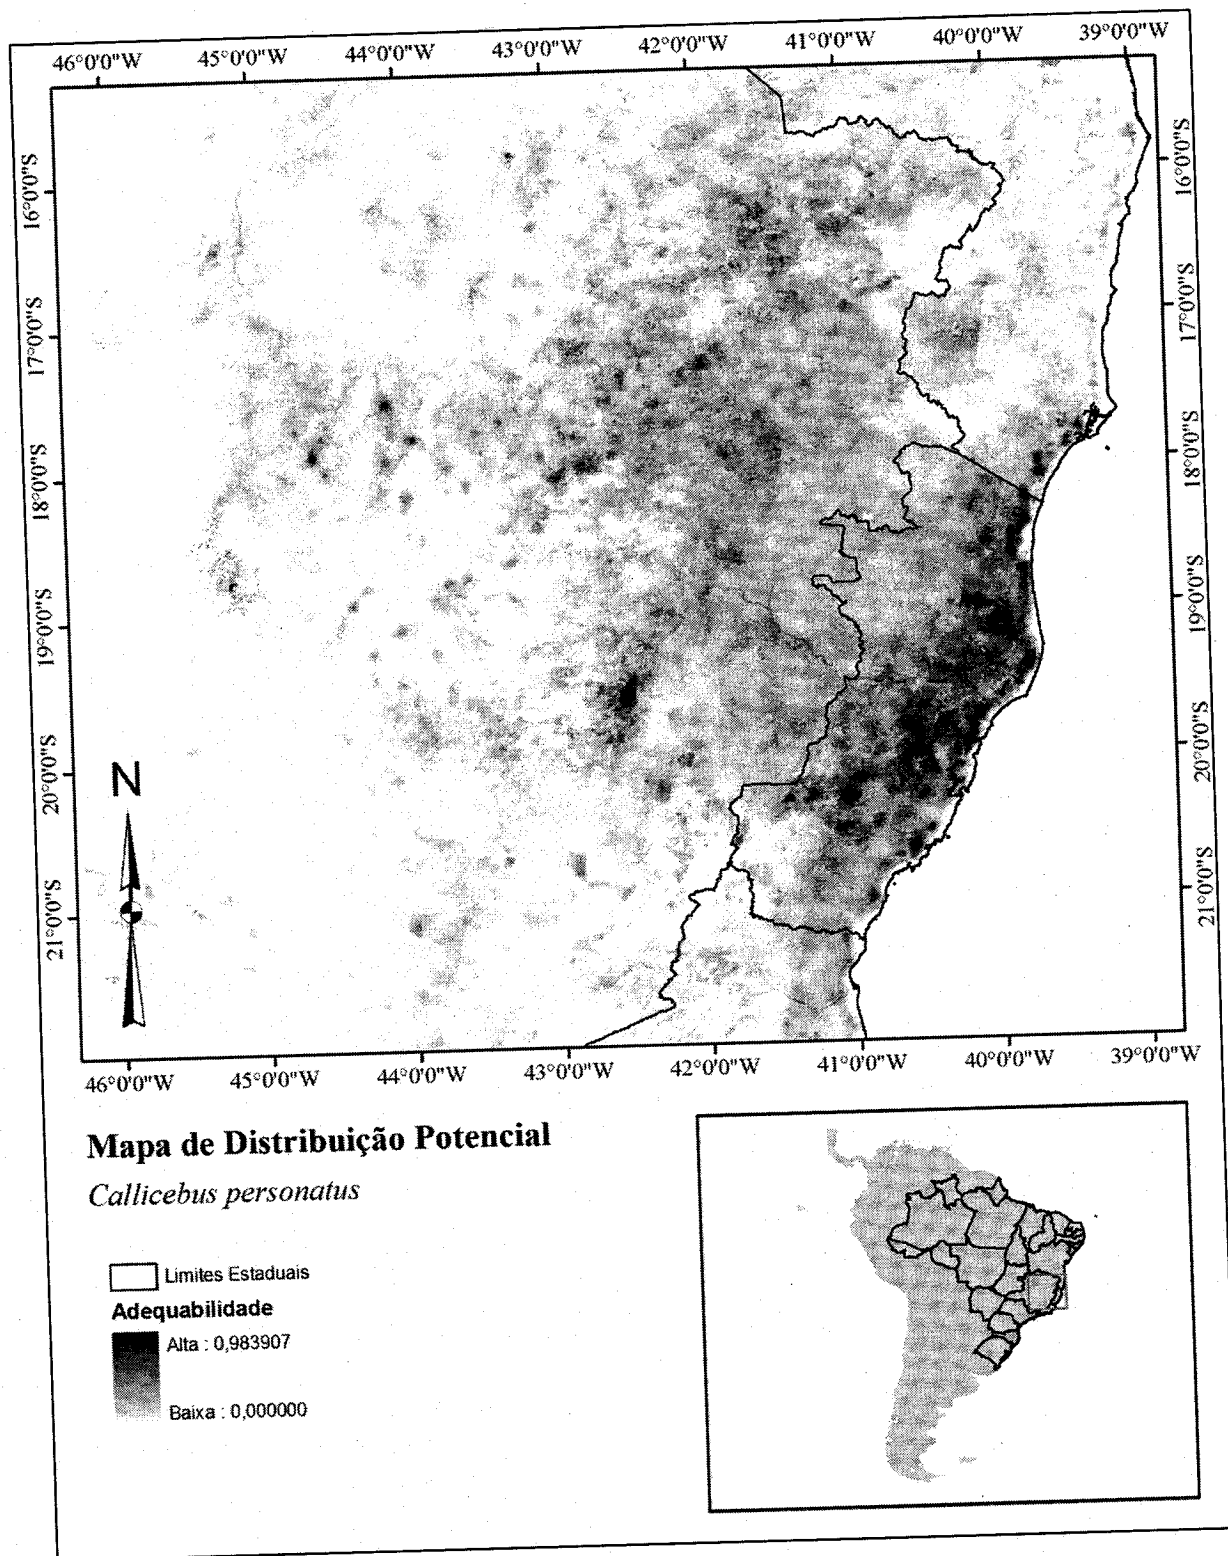 46°0'0"W 45°0'0"W 44°0'0"W 43°0'0"W 42°0'0"W 41°0'0"W 40°0'0"W 39°0'0"W
16°0'0"S 16°0'0"S
17°0'0"S 17°0'0"S
18°0'0"S 18°0'0"S
19°0'0"S 19°0'0"S
20°0'0"S 20°0'0"S
N
21°0'0"S 21°0'0"S
46°0'0"W 45°0'0"W 44°0'0"W 43°0'0"W 42°0'0"W 41°0'0"W 40°0'0"W 39°0'0"W
Mapa de Distribuição Potencial
Callicebus personatus
Limites Estaduais
Adequabilidade
Alta : 0,983907
Baixa : 0,000000